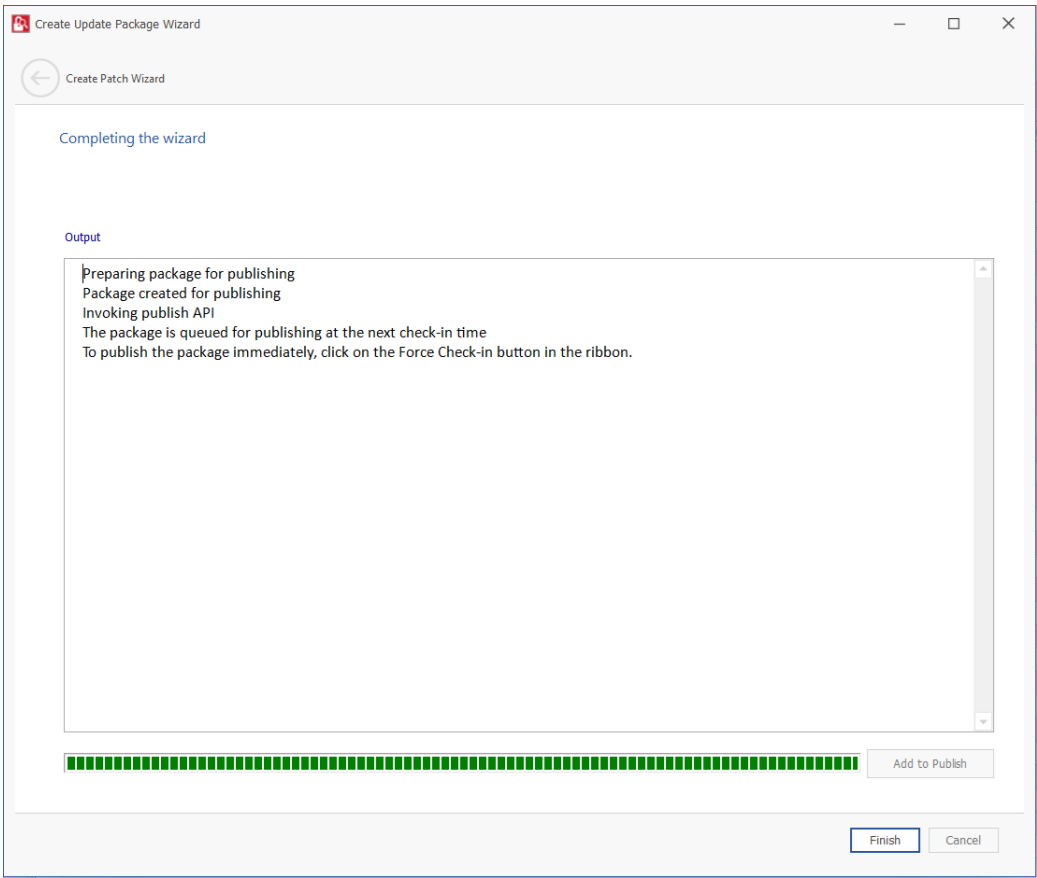 Create Update Package Wizard
Create Patch Wizard
Completing the wizard
Output
Preparing package for publishing
Package created for publishing
Invoking publish API
The package is queued for publishing at the next check-in time
To publish the package immediately, click on the Force Check-in button in the ribbon.
Add to Publish
Finish
Cancel